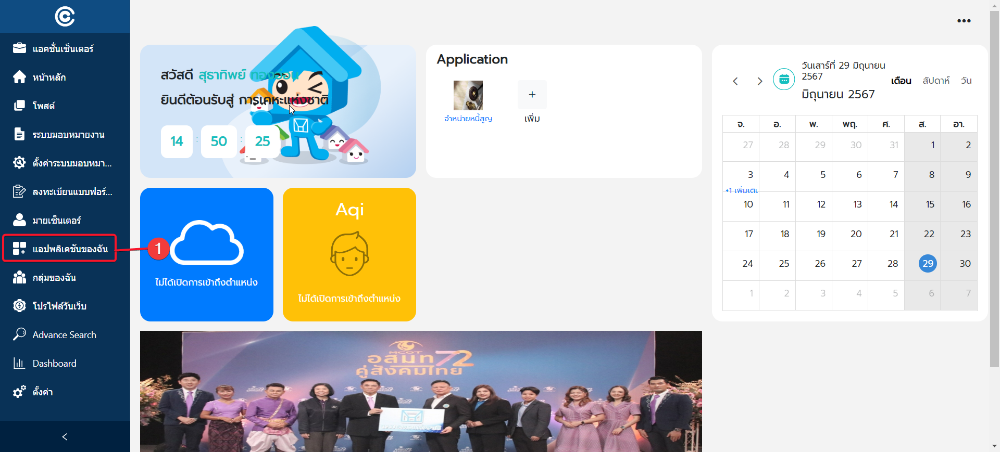 แอคชั่นเซ็นเตอร์
หน้าหลัก
โพสต์
ระบบมอบหมายงาน
ตั้งค่าระบบมอบหมา...
ลงทะเบียนแบบฟอร์...
มายเซ็นเตอร์
แอปพลิเคชันของฉัน
1
กลุ่มของฉัน
โปรไฟล์วันเว็บ
Advance Search
Dashboard
ตั้งค่า
สวัสดี สุธาทิพย์ ทองอ่อน
ยินดีต้อนรับสู่ การเคหะแห่งชาติ
14 : 50 : 25
Application
จำหน่ายหนี้สูญ
+
เพิ่ม
ไม่ได้เปิดการเข้าถึงตำแหน่ง
Aqi
ไม่ได้เปิดการเข้าถึงตำแหน่ง
วันเสาร์ที่ 29 มิถุนายน
2567
มิถุนายน 2567
เดือน สัปดาห์ วัน
จ. อ. พ. พฤ. ศ. ส. อา.
27 28 29 30 31 1 2
3 4 5 6 7 8 9
+1 เพิ่มเติม
10 11 12 13 14 15 16
17 18 19 20 21 22 23
24 25 26 27 28 29 30
1 2 3 4 5 6 7
MCOT
อสมท 72
คู่สังคมไทย